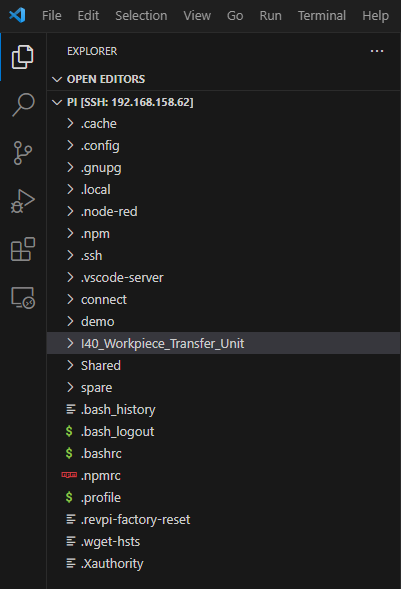 File Edit Selection View Go Run Terminal Help
EXPLORER ...
OPEN EDITORS
PI [SSH: 192.168.158.62]
.cache
.config
.gnupg
.local
.node-red
.npm
.ssh
.vscode-server
connect
demo
I40_Workpiece_Transfer_Unit
Shared
spare
.bash_history
$ .bash_logout
$ .bashrc
npm .npmrc
$ .profile
.revpi-factory-reset
.wget-hsts
.Xauthority